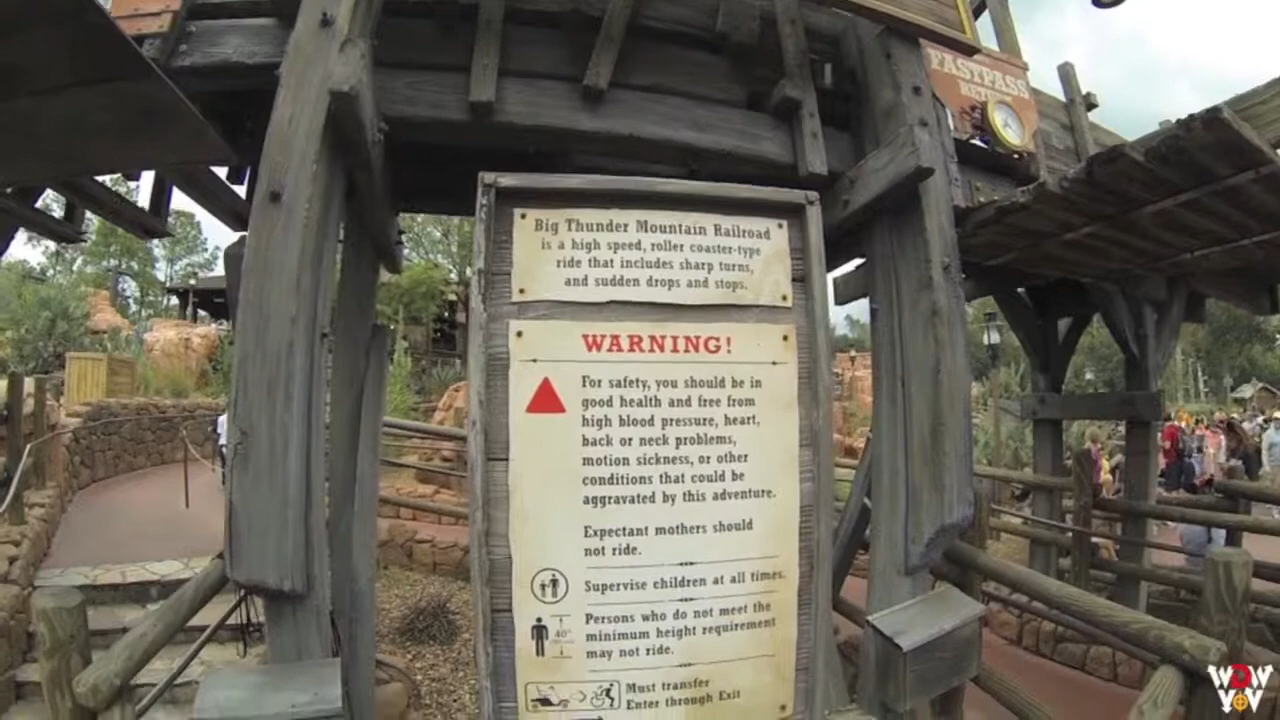 FASTPASS
RETURN
Big Thunder Mountain Railroad
is a high speed, roller coaster-type
ride that includes sharp turns,
and sudden drops and stops.
WARNING!
For safety, you should be in
good health and free from
high blood pressure, heart,
back or neck problems,
motion sickness, or other
conditions that could be
aggravated by this adventure.
Expectant mothers should
not ride.
Supervise children at all times.
40"
Persons who do not meet the
minimum height requirement
may not ride.
Must transfer
Enter through Exit
WDW